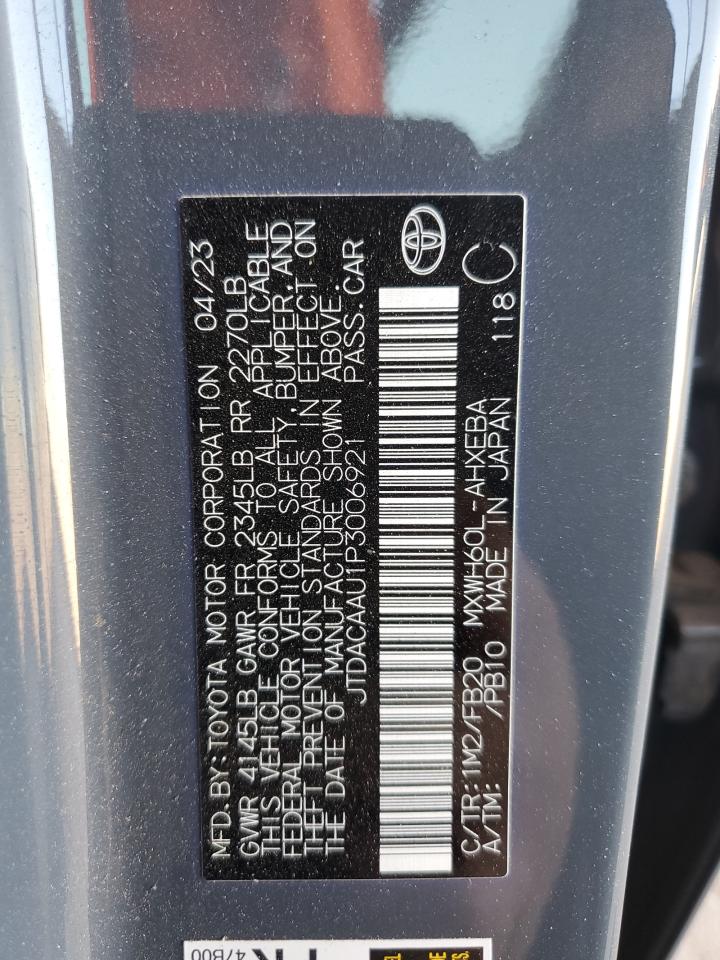 MFD.BY:TOYOTA MOTOR CORPORATION 04/23
GVWR 4145LB GAWR FR 2345LB RR 2270LB
THIS VEHICLE CONFORMS TO ALL APPLICABLE
FEDERAL MOTOR VEHICLE SAFETY,BUMPER,AND
THEFT PREVENTION STANDARDS IN EFFECT ON
THE DATE OF MANUFACTURE SHOWN ABOVE.
JTDACAAU1P3006921 PASS.CAR
C/TR:1M2/FB20 MXWH60L-AHXEBA
A/TM: /PB10 MADE IN JAPAN 118 C
47B00